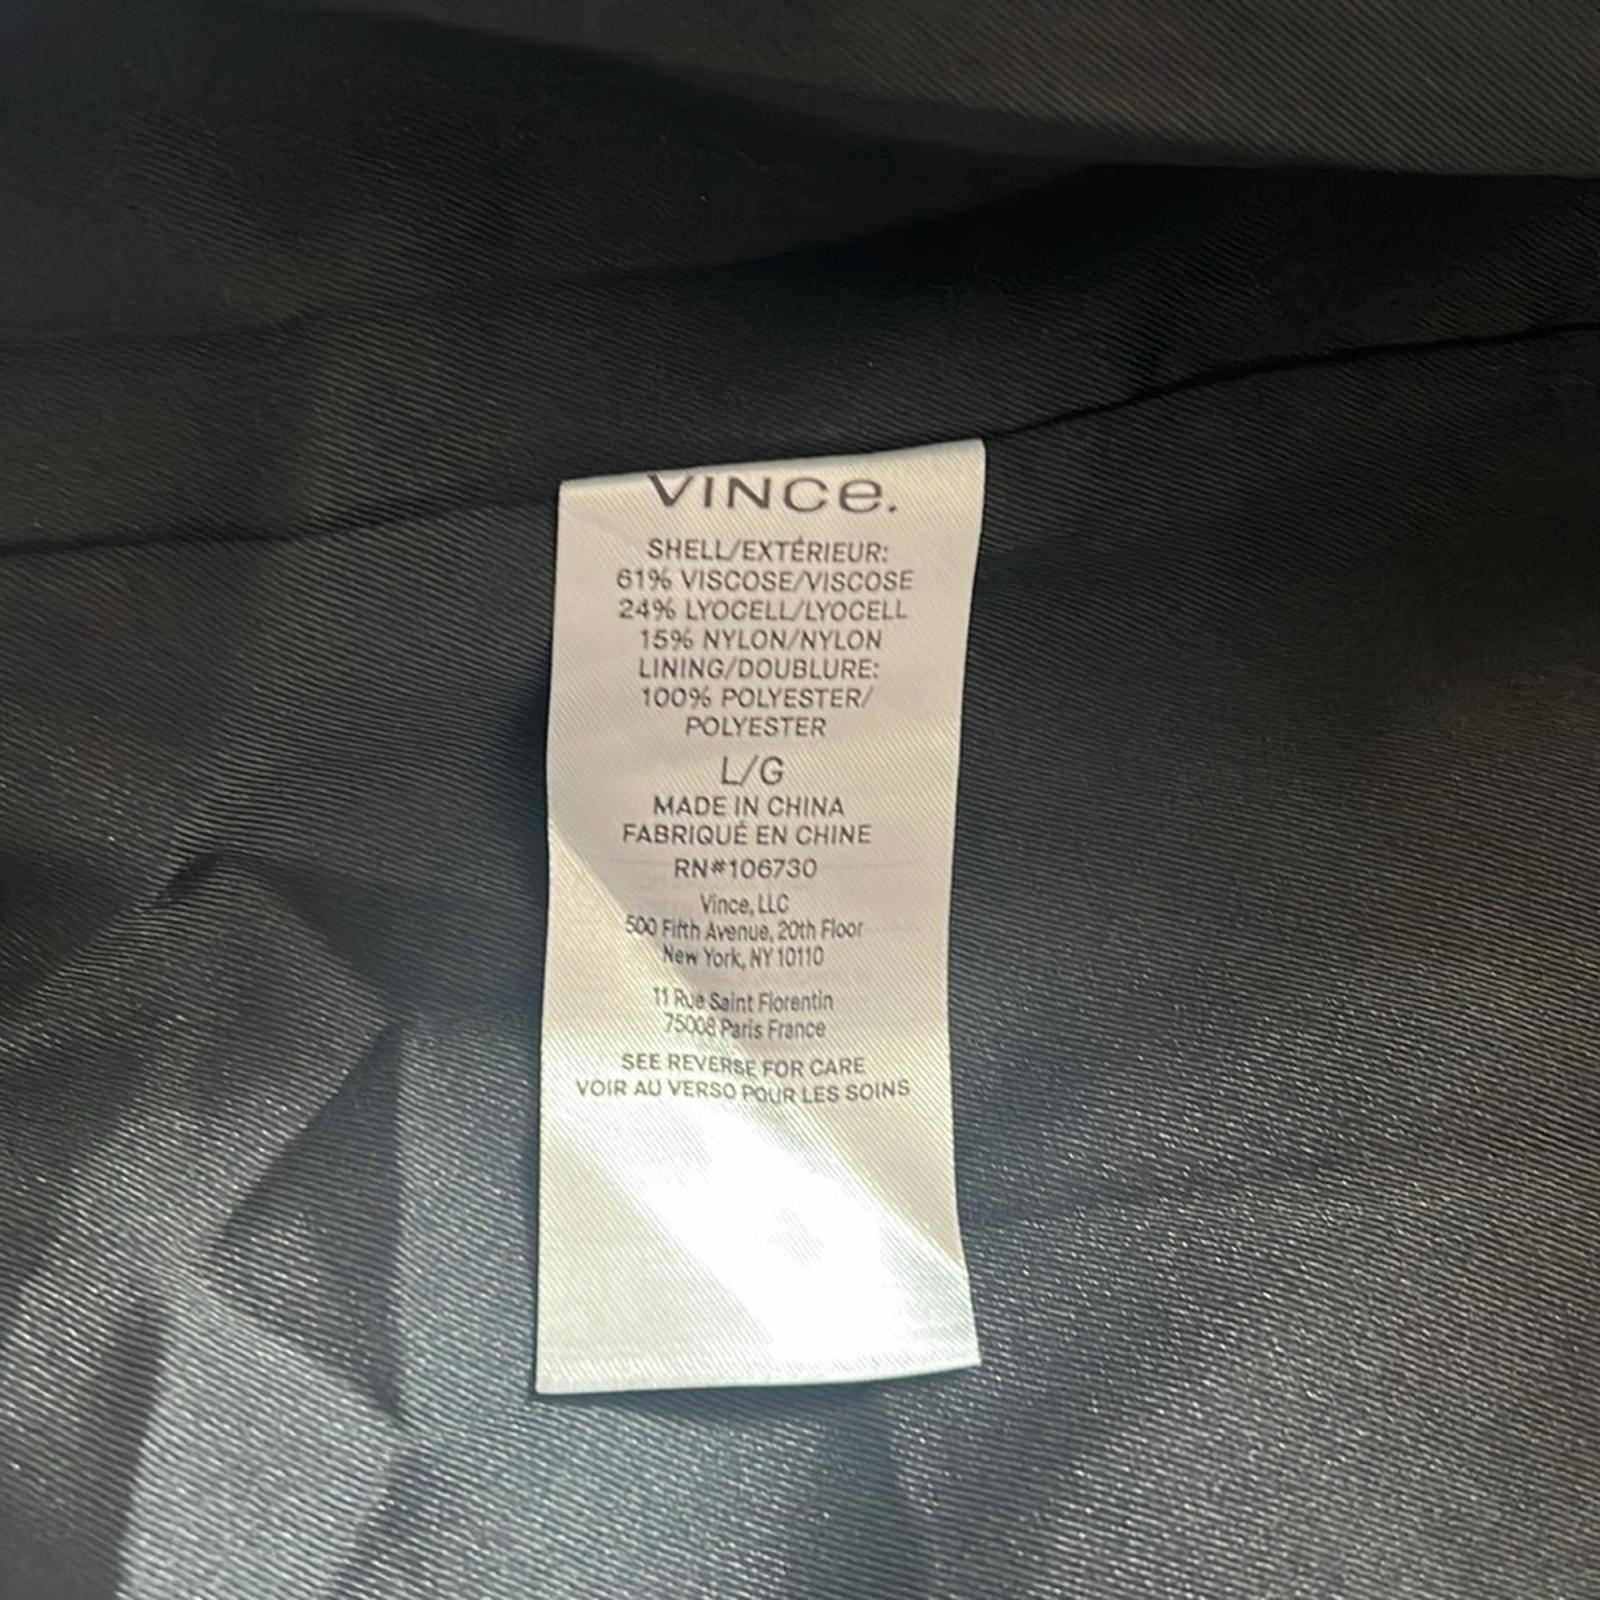 VINCe.
SHELL/EXTÉRIEUR:
61% VISCOSE/VISCOSE
24% LYOCELL/LYOCELL
15% NYLON/NYLON
LINING/DOUBLURE:
100% POLYESTER/
POLYESTER
L/G
MADE IN CHINA
FABRIQUÉ EN CHINE
RN#106730
Vince, LLC
500 Fifth Avenue, 20th Floor
New York, NY 10110
11 Rue Saint Florentin
75008 Paris France
SEE REVERSE FOR CARE
VOIR AU VERSO POUR LES SOINS